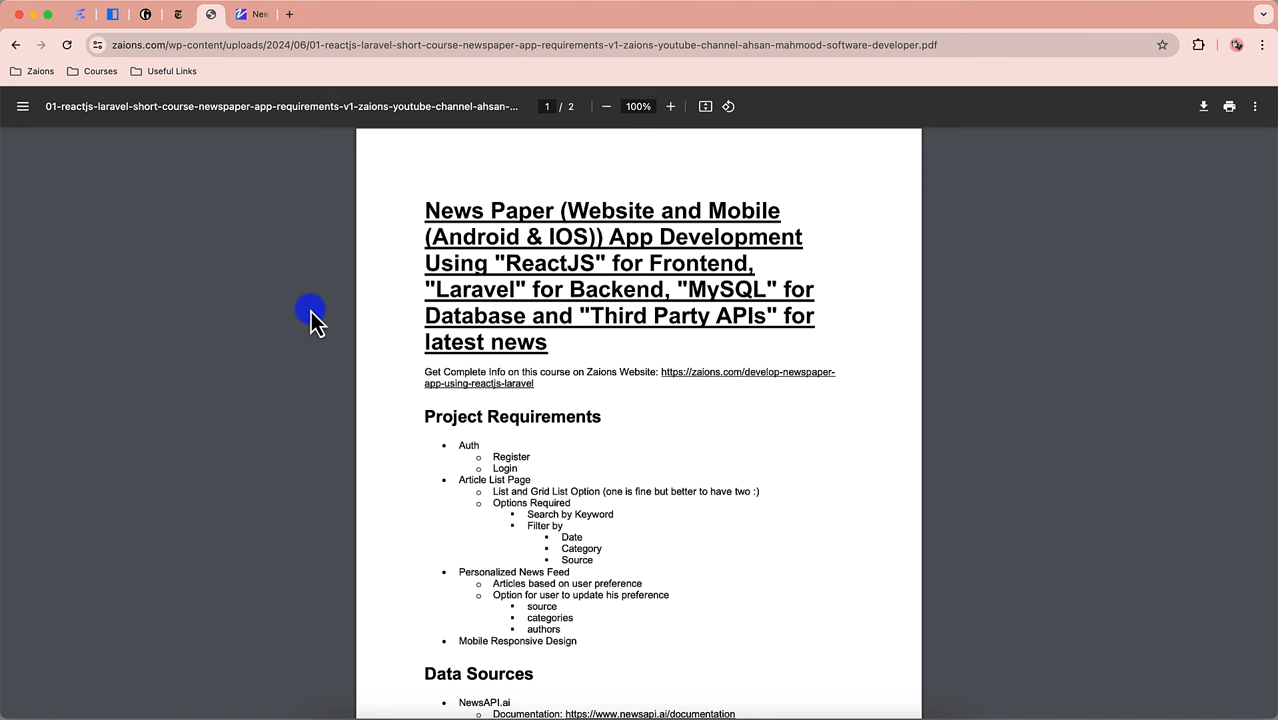 Nev
zaions.com/wp-content/uploads/2024/06/01-reactjs-laravel-short-course-newspaper-app-requirements-v1-zaions-youtube-channel-ahsan-mahmood-software-developer.pdf
Zaions Courses Useful Links
01-reactjs-laravel-short-course-newspaper-app-requirements-v1-zaions-youtube-channel-ahsan-... 1 / 2 100%
News Paper (Website and Mobile
(Android & IOS)) App Development
Using "ReactJS" for Frontend,
"Laravel" for Backend, "MySQL" for
Database and "Third Party APIs" for
latest news
Get Complete Info on this course on Zaions Website: https://zaions.com/develop-newspaper-
app-using-reactjs-laravel
Project Requirements
Auth
Register
Login
Article List Page
List and Grid List Option (one is fine but better to have two :)
Options Required
Search by Keyword
Filter by
Date
Category
Source
Personalized News Feed
Articles based on user preference
Option for user to update his preference
source
categories
authors
Mobile Responsive Design
Data Sources
NewsAPI.ai
Documentation: https://www.newsapi.ai/documentation